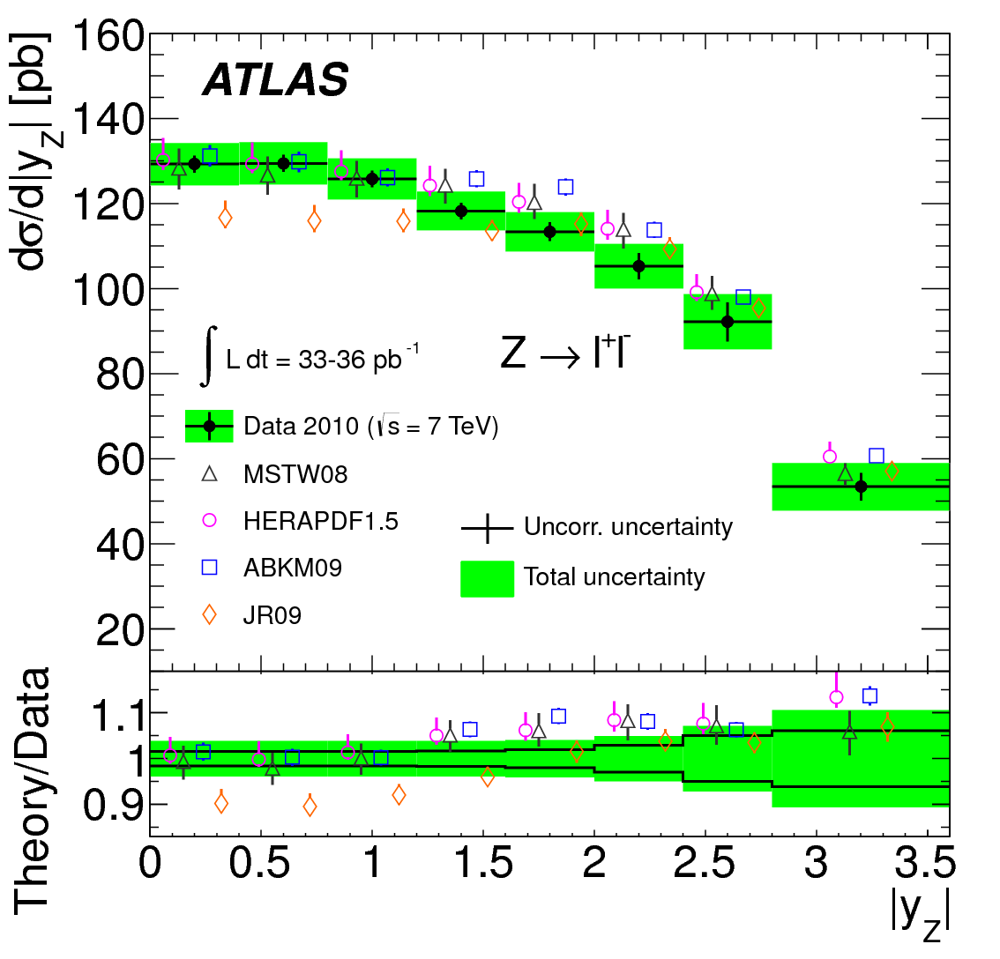 dσ/d|y_Z| [pb]
160
140
120
100
80
60
40
20
ATLAS
∫ L dt = 33-36 pb⁻¹
Z → l⁺l⁻
Data 2010 (√s = 7 TeV)
MSTW08
HERAPDF1.5
ABKM09
JR09
Uncorr. uncertainty
Total uncertainty
Theory/Data
1.1
1
0.9
0 0.5 1 1.5 2 2.5 3 3.5
|y_Z|